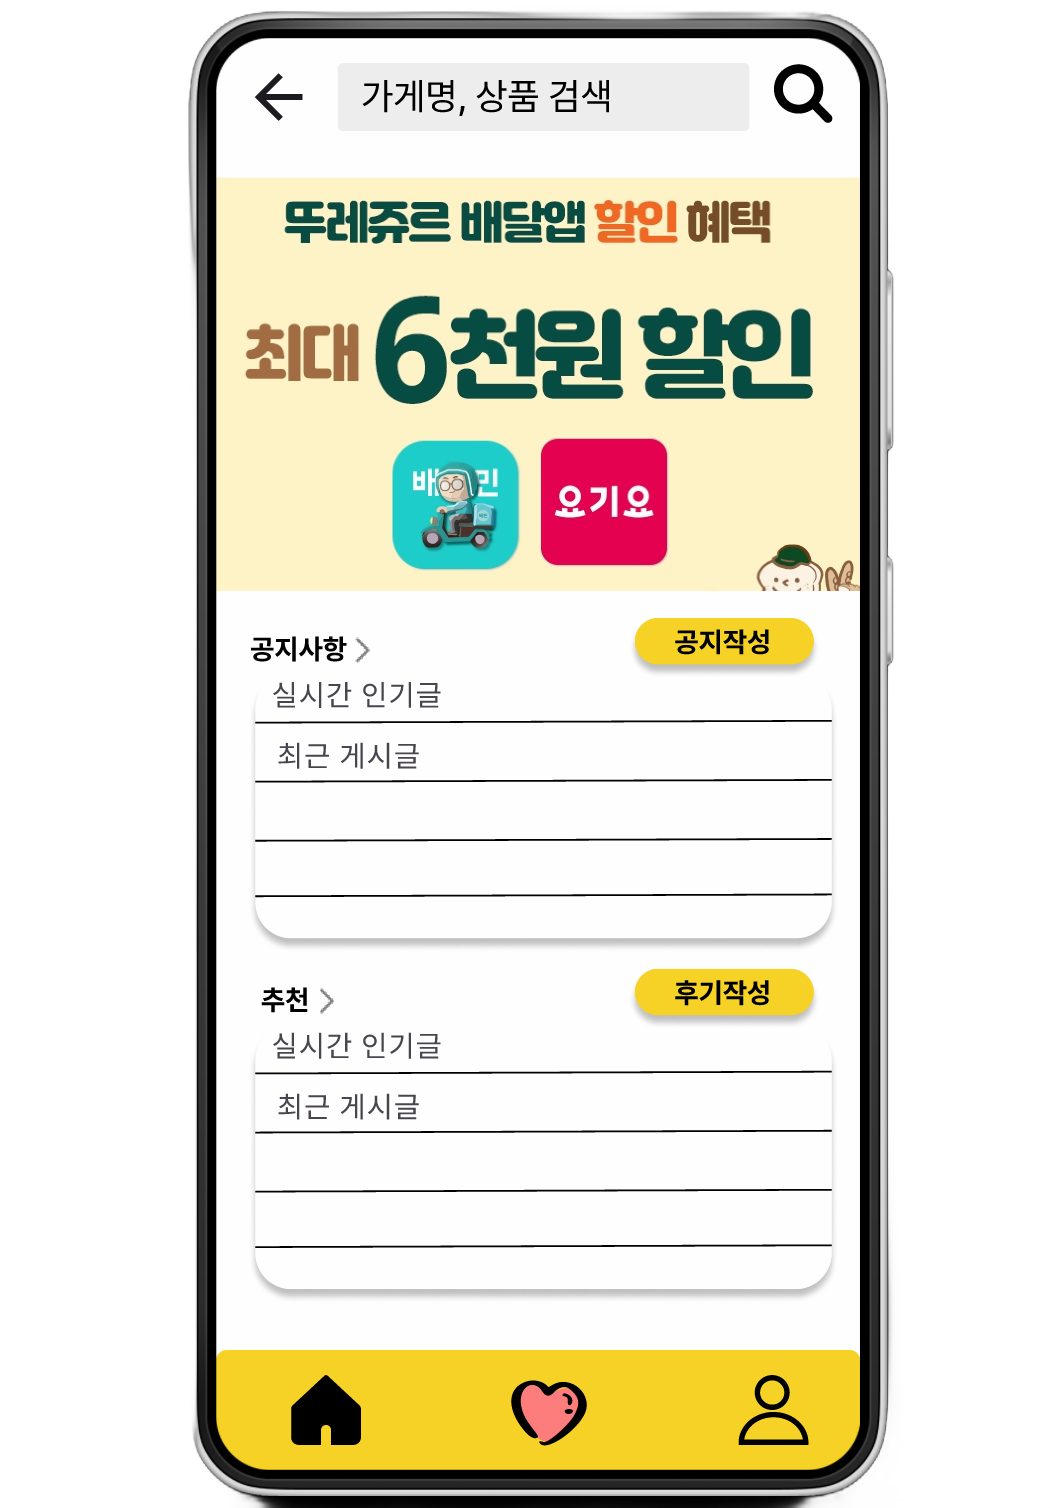 가게명, 상품 검색
뚜레쥬르 배달앱 할인 혜택
최대 6천원 할인
요기요
공지사항
공지작성
실시간 인기글
최근 게시글
추천
후기작성
실시간 인기글
최근 게시글